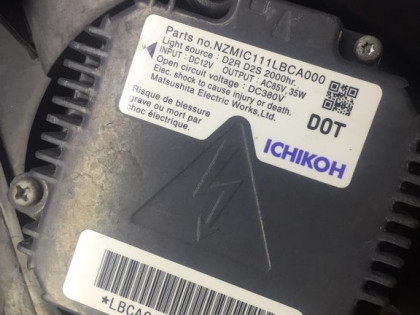 Parts no.NZMIC111LBCA000
Light source : D2R D2S 2000hr.
INPUT : DC12V OUTPUT : AC85V, 35W
Open circuit voltage : DC380V
Elec. shock to cause injury or death.
Matsushita Electric Works,Ltd.
Risque de blessure
grave ou mort par
choc électrique.
DOT
ICHIKOH